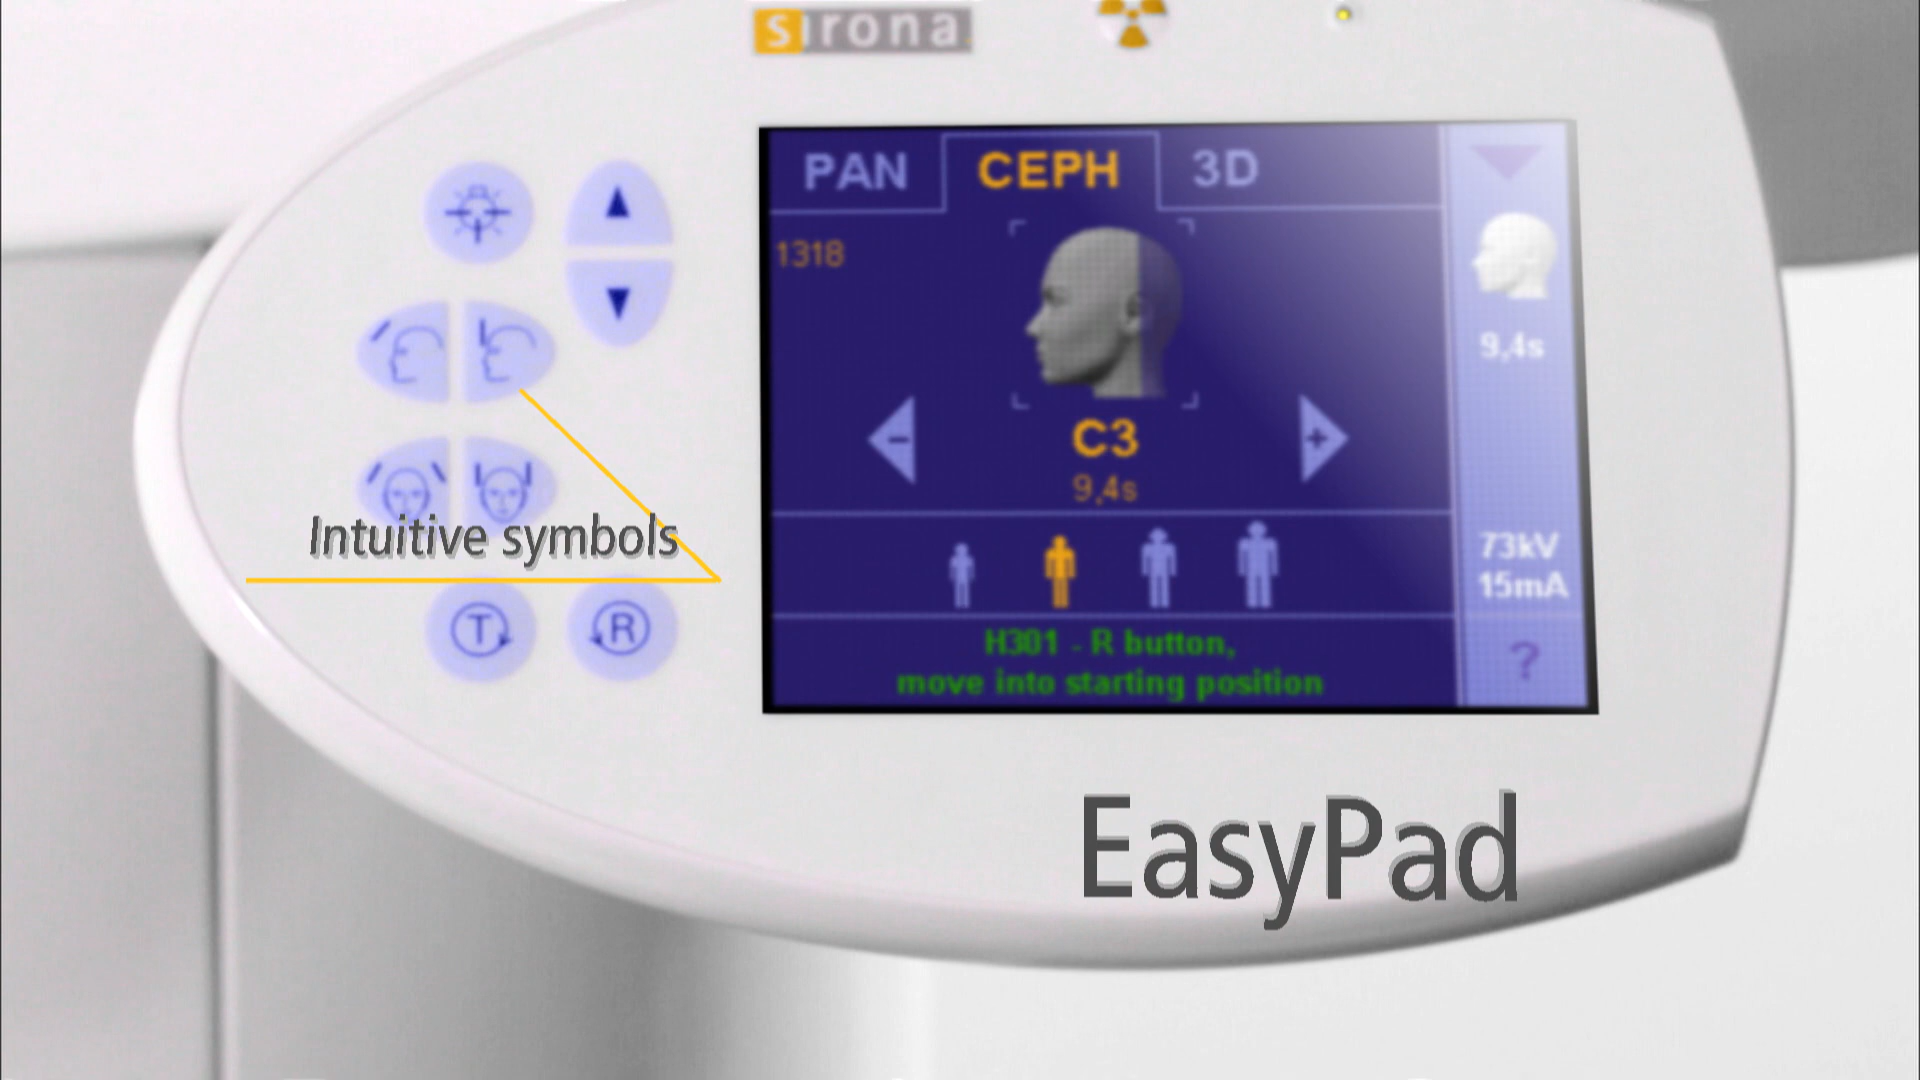 sirona
PAN CEPH 3D
1318
9,4s
- +
C3
9,4s
Intuitive symbols
73kV
15mA
T R
H301 - R button,
move into starting position
?
EasyPad